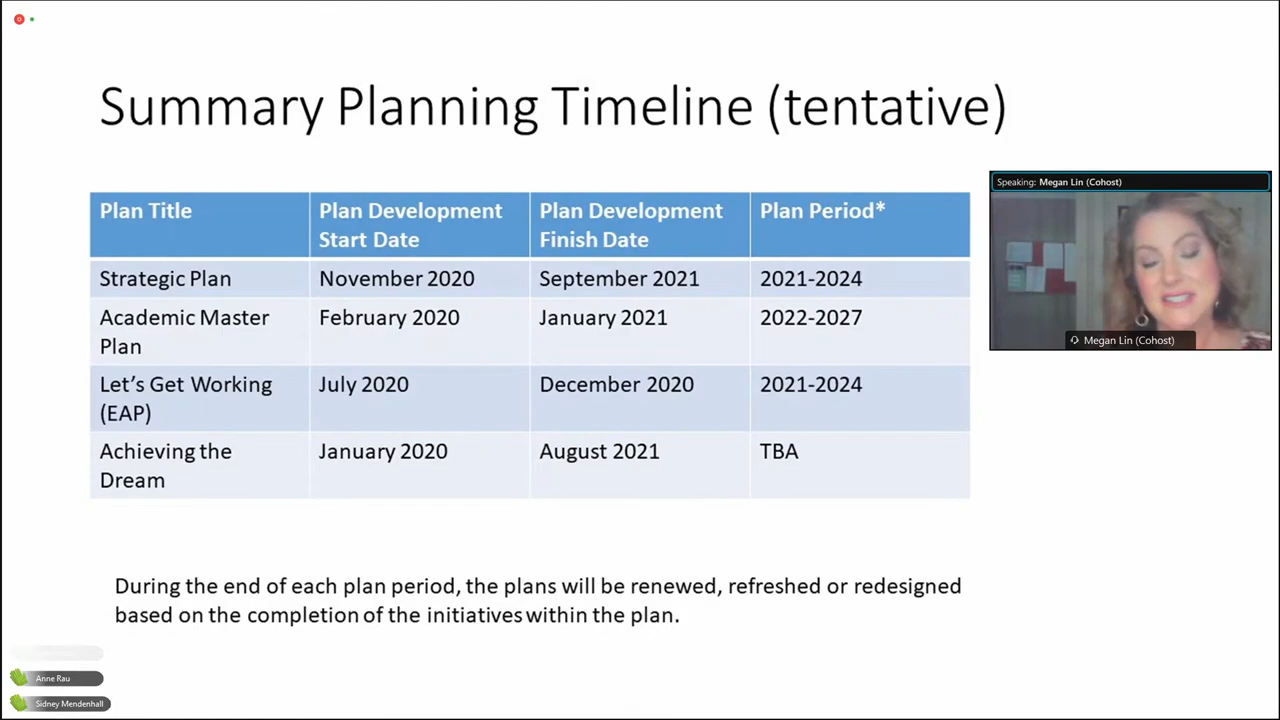 Summary Planning Timeline (tentative)
Speaking: Megan Lin (Cohost)
Plan Title
Plan Development
Start Date
Plan Development
Finish Date
Plan Period*
Strategic Plan
November 2020
September 2021
2021-2024
Academic Master
Plan
February 2020
January 2021
2022-2027
Let's Get Working
(EAP)
July 2020
December 2020
2021-2024
Achieving the
Dream
January 2020
August 2021
TBA
Megan Lin (Cohost)
During the end of each plan period, the plans will be renewed, refreshed or redesigned
based on the completion of the initiatives within the plan.
Anne Rau
Sidney Mendenhall